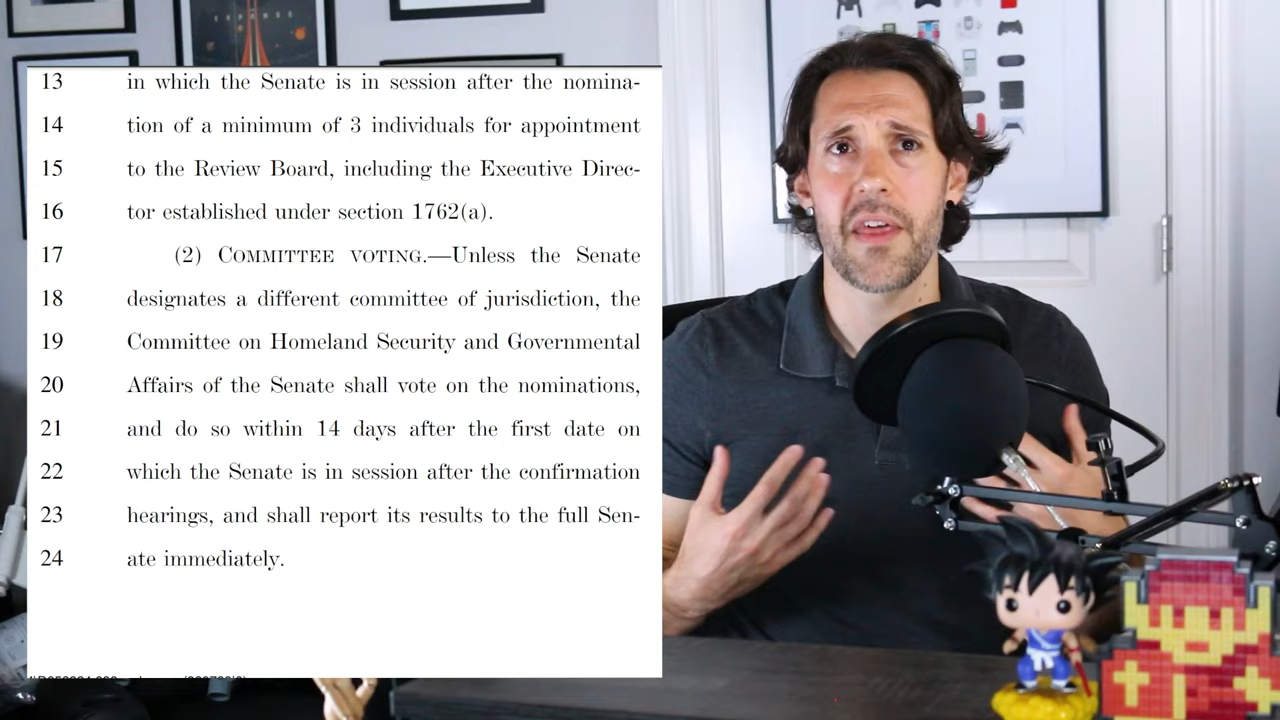 EXPANSE
13 in which the Senate is in session after the nomina-
14 tion of a minimum of 3 individuals for appointment
15 to the Review Board, including the Executive Direc-
16 tor established under section 1762(a).
17 (2) COMMITTEE VOTING.—Unless the Senate
18 designates a different committee of jurisdiction, the
19 Committee on Homeland Security and Governmental
20 Affairs of the Senate shall vote on the nominations,
21 and do so within 14 days after the first date on
22 which the Senate is in session after the confirmation
23 hearings, and shall report its results to the full Sen-
24 ate immediately.